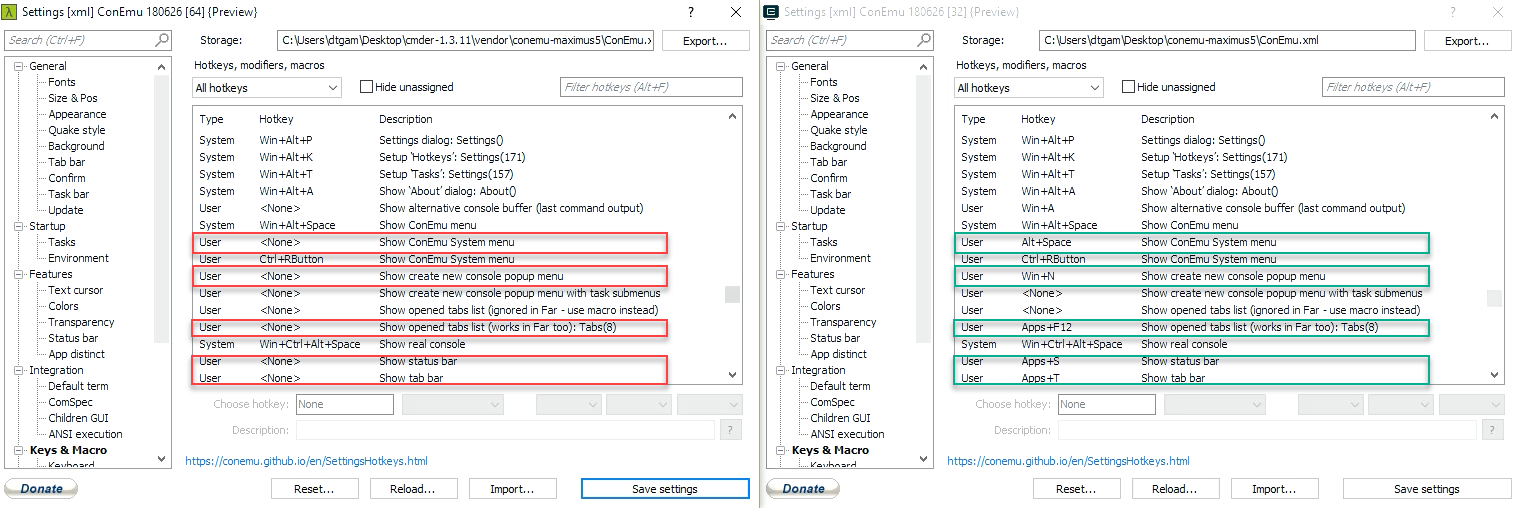 Settings [xml] ConEmu 180626 [64] {Preview}
?
Search (Ctrl+F)
Storage:
C:\Users\dtgam\Desktop\cmder-1.3.11\vendor\conemu-maximus5\ConEmu.x
Export...
General
Fonts
Size & Pos
Appearance
Quake style
Background
Tab bar
Confirm
Task bar
Update
Startup
Tasks
Environment
Features
Text cursor
Colors
Transparency
Status bar
App distinct
Integration
Default term
ComSpec
Children GUI
ANSI execution
Keys & Macro
Keyboard
Hotkeys, modifiers, macros
All hotkeys
Hide unassigned
Filter hotkeys (Alt+F)
Type Hotkey Description
System Win+Alt+P Settings dialog: Settings()
System Win+Alt+K Setup ‘Hotkeys’: Settings(171)
System Win+Alt+T Setup ‘Tasks’: Settings(157)
System Win+Alt+A Show ‘About’ dialog: About()
User <None> Show alternative console buffer (last command output)
System Win+Alt+Space Show ConEmu menu
User <None> Show ConEmu System menu
User Ctrl+RButton Show ConEmu System menu
User <None> Show create new console popup menu
User <None> Show create new console popup menu with task submenus
User <None> Show opened tabs list (ignored in Far - use macro instead)
User <None> Show opened tabs list (works in Far too): Tabs(8)
System Win+Ctrl+Alt+Space Show real console
User <None> Show status bar
User <None> Show tab bar
Choose hotkey: None
Description:
?
https://conemu.github.io/en/SettingsHotkeys.html
Donate
Reset...
Reload...
Import...
Save settings
Settings [xml] ConEmu 180626 [32] {Preview}
?
Search (Ctrl+F)
Storage:
C:\Users\dtgam\Desktop\conemu-maximus5\ConEmu.xml
Export...
General
Fonts
Size & Pos
Appearance
Quake style
Background
Tab bar
Confirm
Task bar
Update
Startup
Tasks
Environment
Features
Text cursor
Colors
Transparency
Status bar
App distinct
Integration
Default term
ComSpec
Children GUI
ANSI execution
Keys & Macro
Keyboard
Hotkeys, modifiers, macros
All hotkeys
Hide unassigned
Filter hotkeys (Alt+F)
Type Hotkey Description
System Win+Alt+P Settings dialog: Settings()
System Win+Alt+K Setup ‘Hotkeys’: Settings(171)
System Win+Alt+T Setup ‘Tasks’: Settings(157)
System Win+Alt+A Show ‘About’ dialog: About()
User Win+A Show alternative console buffer (last command output)
System Win+Alt+Space Show ConEmu menu
User Alt+Space Show ConEmu System menu
User Ctrl+RButton Show ConEmu System menu
User Win+N Show create new console popup menu
User <None> Show create new console popup menu with task submenus
User <None> Show opened tabs list (ignored in Far - use macro instead)
User Apps+F12 Show opened tabs list (works in Far too): Tabs(8)
System Win+Ctrl+Alt+Space Show real console
User Apps+S Show status bar
User Apps+T Show tab bar
Choose hotkey: None
Description:
?
https://conemu.github.io/en/SettingsHotkeys.html
Donate
Reset...
Reload...
Import...
Save settings